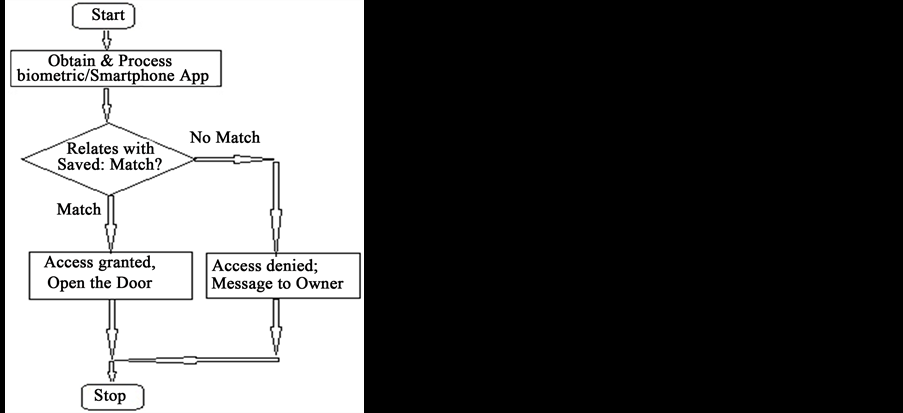 Start
Obtain & Process
biometric/Smartphone App
No Match
Relates with
Saved: Match?
Match
Access granted,
Open the Door
Access denied;
Message to Owner
Stop